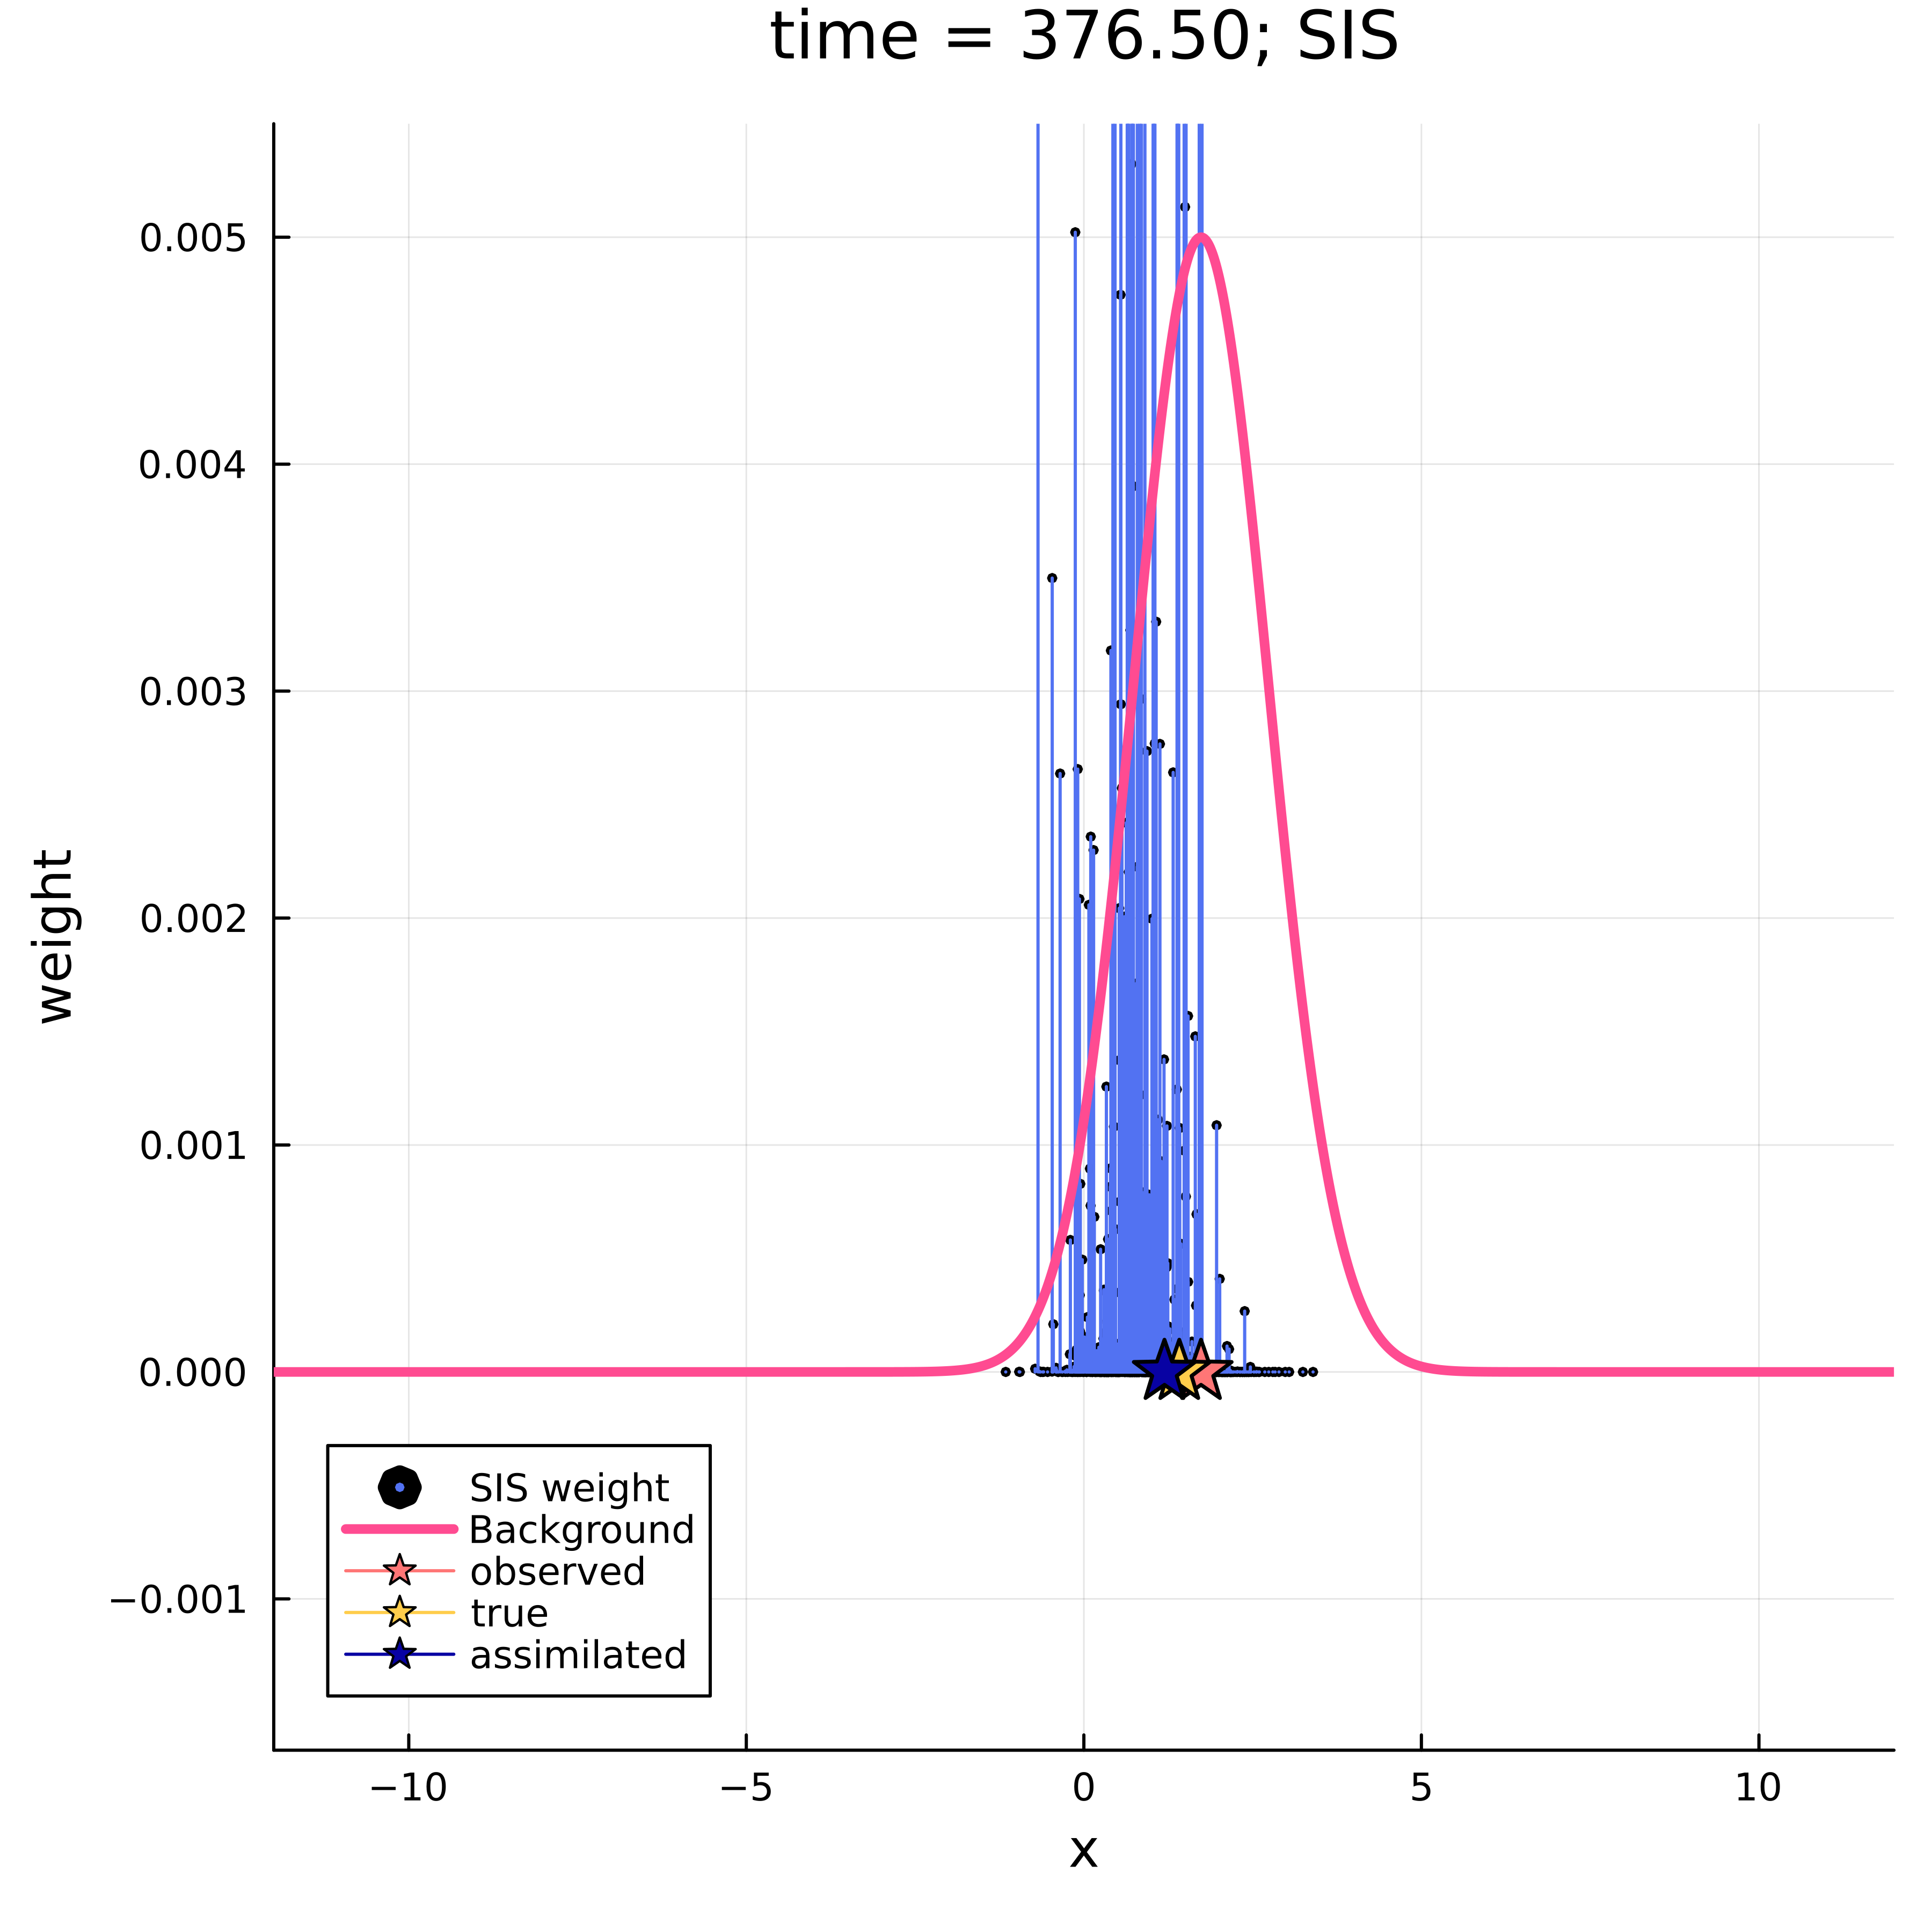 time = 376.50; SIS
weight
0.005
0.004
0.003
0.002
0.001
0.000
−0.001
SIS weight
Background
observed
true
assimilated
−10
−5
0
5
10
x